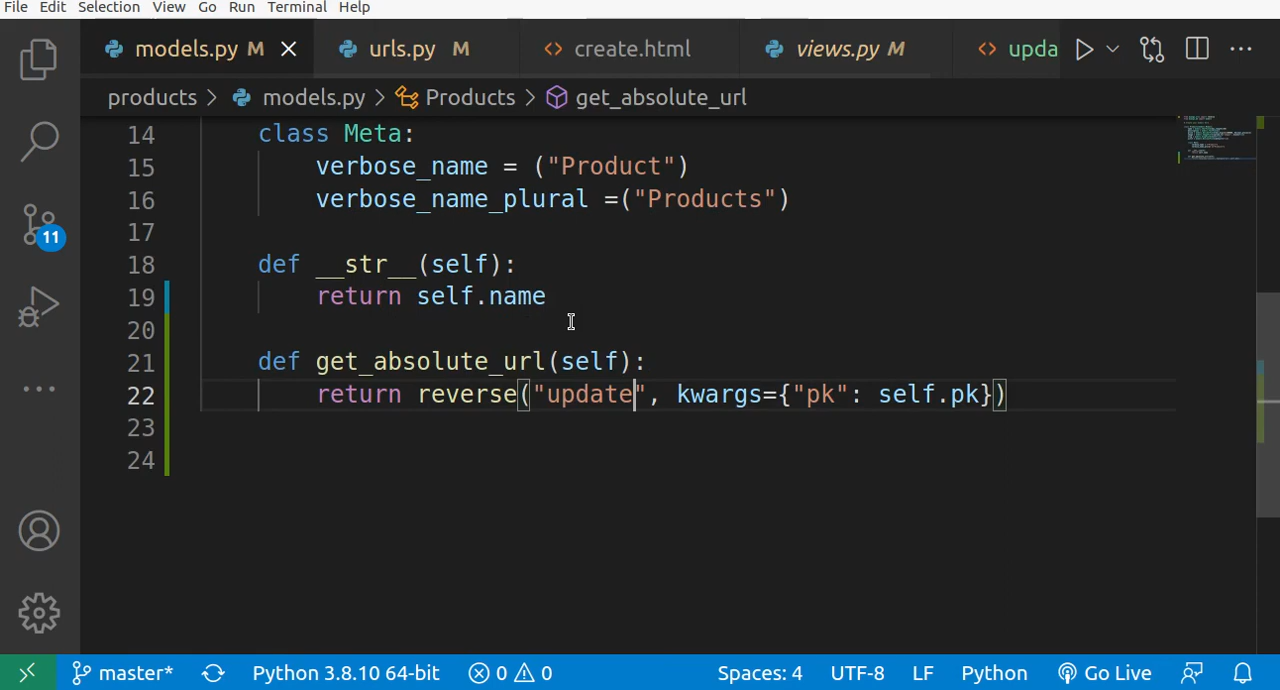 File Edit Selection View Go Run Terminal Help
models.py M urls.py M create.html views.py M upda
products > models.py > Products > get_absolute_url
14 class Meta:
15 verbose_name = ("Product")
16 verbose_name_plural =("Products")
17
18 def __str__(self):
19 return self.name
20
21 def get_absolute_url(self):
22 return reverse("update", kwargs={"pk": self.pk})
23
24
11
master* Python 3.8.10 64-bit 0 0 Spaces: 4 UTF-8 LF Python Go Live